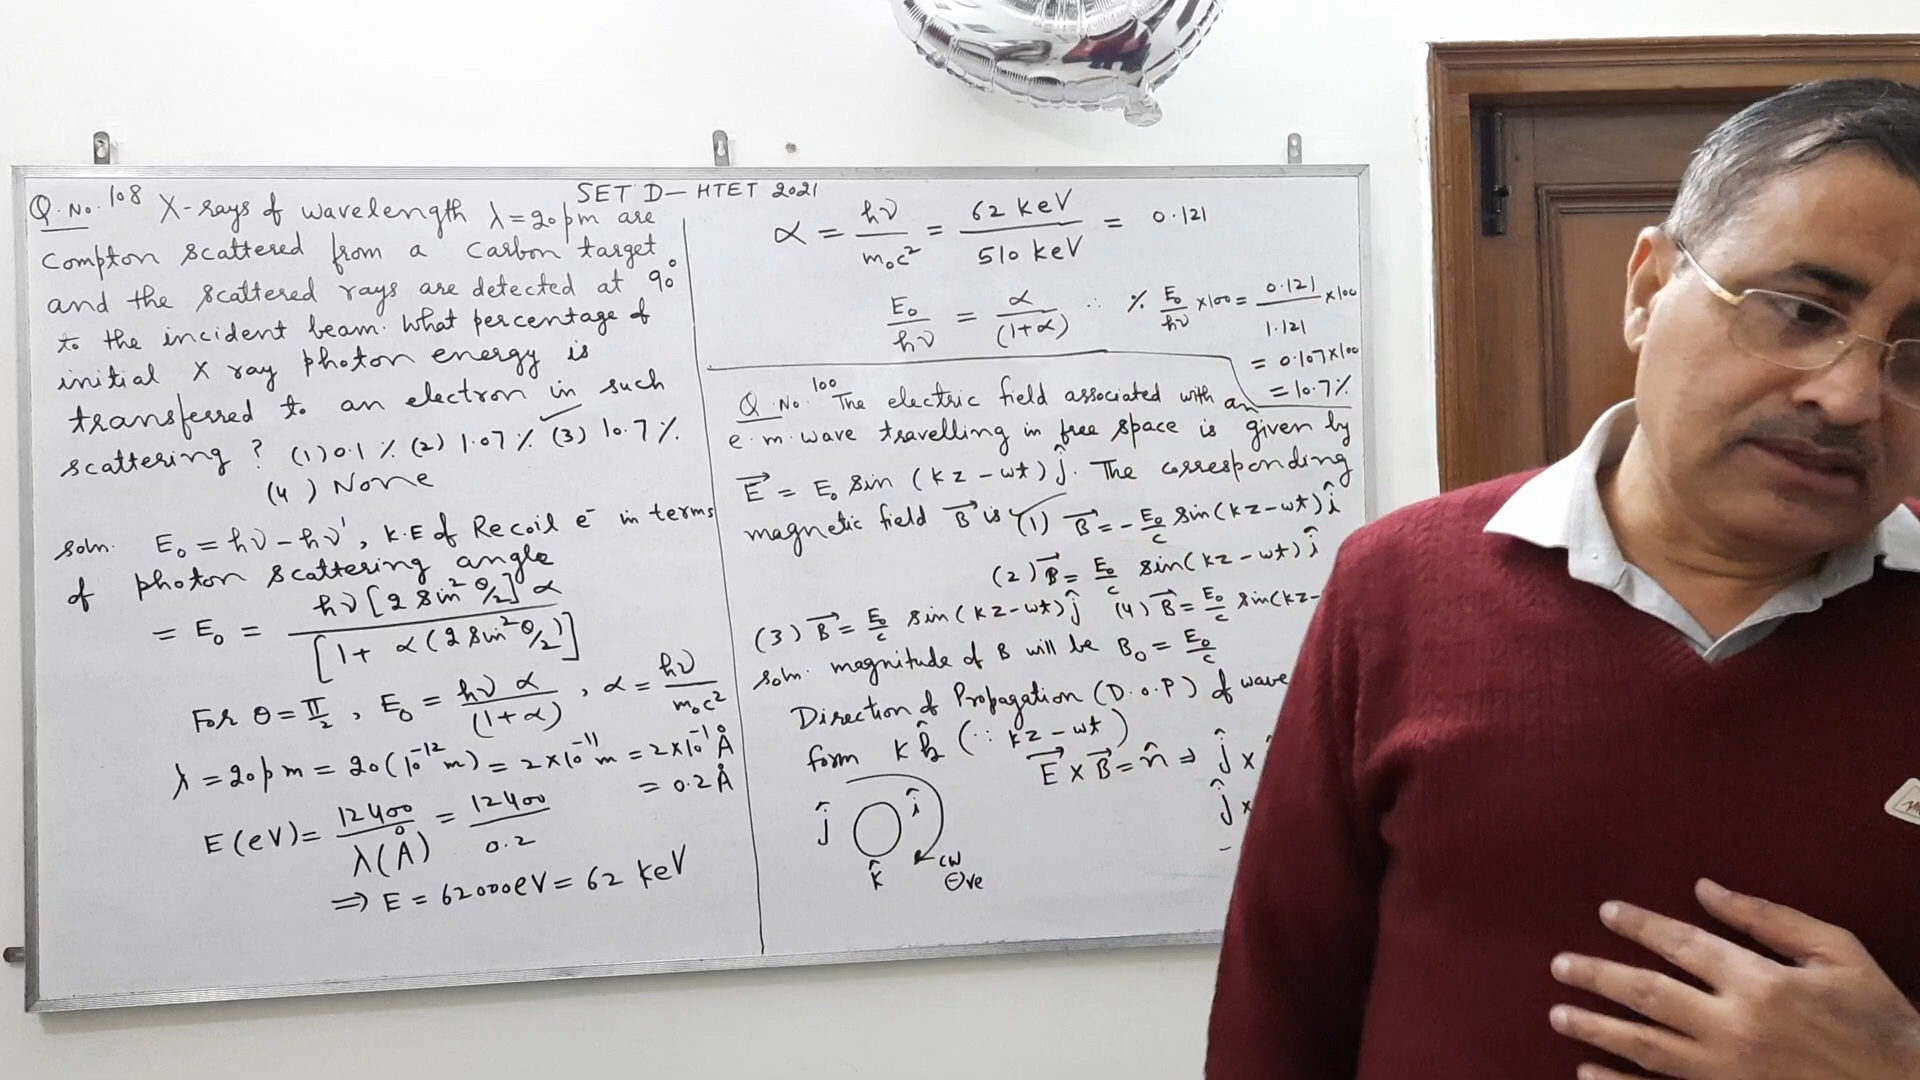 SET D - HTET 2021
Q. No. 108 X-rays of wavelength λ = 20 pm are
compton scattered from a carbon target
and the scattered rays are detected at 90°
to the incident beam. What percentage of
initial X ray photon energy is
transferred to an electron in such
scattering? (1) 0.1 % (2) 1.07 % (3) 10.7 %.
(4) None
soln. E₀ = hν - hν', K.E of Recoil e⁻ in terms
of photon scattering angle
= E₀ = hν [2 sin² θ/2] α / [1 + α (2 sin² θ/2)]
For θ = π/2, E₀ = hν α / (1+α), α = hν / m₀c²
λ = 20 pm = 20 (10⁻¹² m) = 2×10⁻¹¹ m = 2×10⁻¹ Å
= 0.2 Å
E (eV) = 12400 / λ(Å) = 12400 / 0.2
⇒ E = 62000 eV = 62 keV
α = hν / m₀c² = 62 keV / 510 keV = 0.121
E₀ / hν = α / (1+α) ∴ % E₀/hν × 100 = 0.121 / 1.121 × 100
= 0.107 × 100
= 10.7 %
Q. No. 100 The electric field associated with an
e.m. wave travelling in free space is given by
E⃗ = E₀ sin (kz - ωt) ĵ. The corresponding
magnetic field B⃗ is (1) B⃗ = - E₀/c sin (kz - ωt) î
(2) B⃗ = E₀/c sin (kz - ωt) î
(3) B⃗ = E₀/c sin (kz - ωt) ĵ (4) B⃗ = E₀/c sin (kz -
soln. magnitude of B will be B₀ = E₀/c
Direction of Propagation (D.O.P) of wave
form k k̂ (∵ kz - ωt)
E⃗ × B⃗ = n̂ ⇒ ĵ ×
ĵ ×
ĵ î
k̂
CW
⊖ve